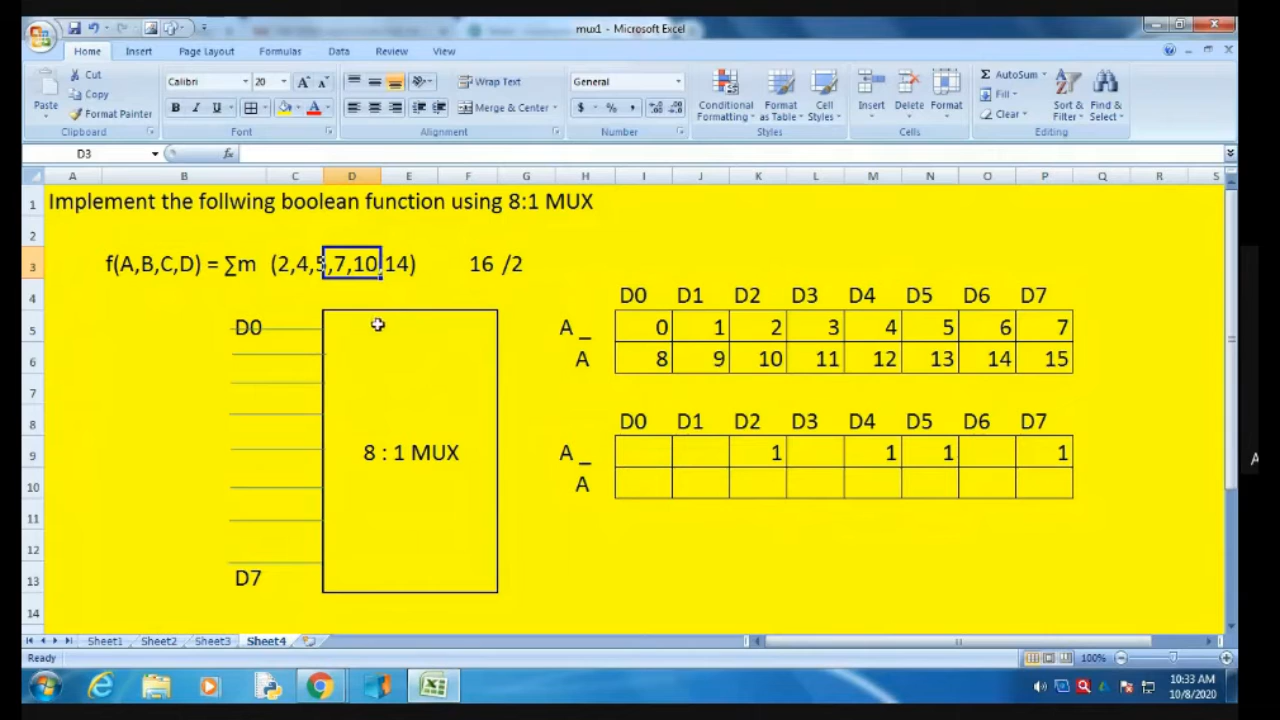 mux1 - Microsoft Excel
Home Insert Page Layout Formulas Data Review View
Cut
Copy
Format Painter
Paste
Clipboard
Calibri 20 A A
B I U A
Font
Wrap Text
Merge & Center
Alignment
General
$ % ,
Number
Conditional Formatting
Format as Table
Cell Styles
Styles
Insert Delete Format
Cells
Σ AutoSum
Fill
Clear
Sort & Filter
Find & Select
Editing
D3 fx
A B C D E F G H I J K L M N O P Q R S
1 Implement the follwing boolean function using 8:1 MUX
2
3 f(A,B,C,D) = ∑m (2,4,5,7,10,14) 16 /2
4 D0 D1 D2 D3 D4 D5 D6 D7
5 D0 A _ 0 1 2 3 4 5 6 7
6 A 8 9 10 11 12 13 14 15
7
8 D0 D1 D2 D3 D4 D5 D6 D7
9 8 : 1 MUX A _ 1 1 1 1
10 A
11
12
13 D7
14
Sheet1 Sheet2 Sheet3 Sheet4
Ready 100%
10:33 AM
10/8/2020
A